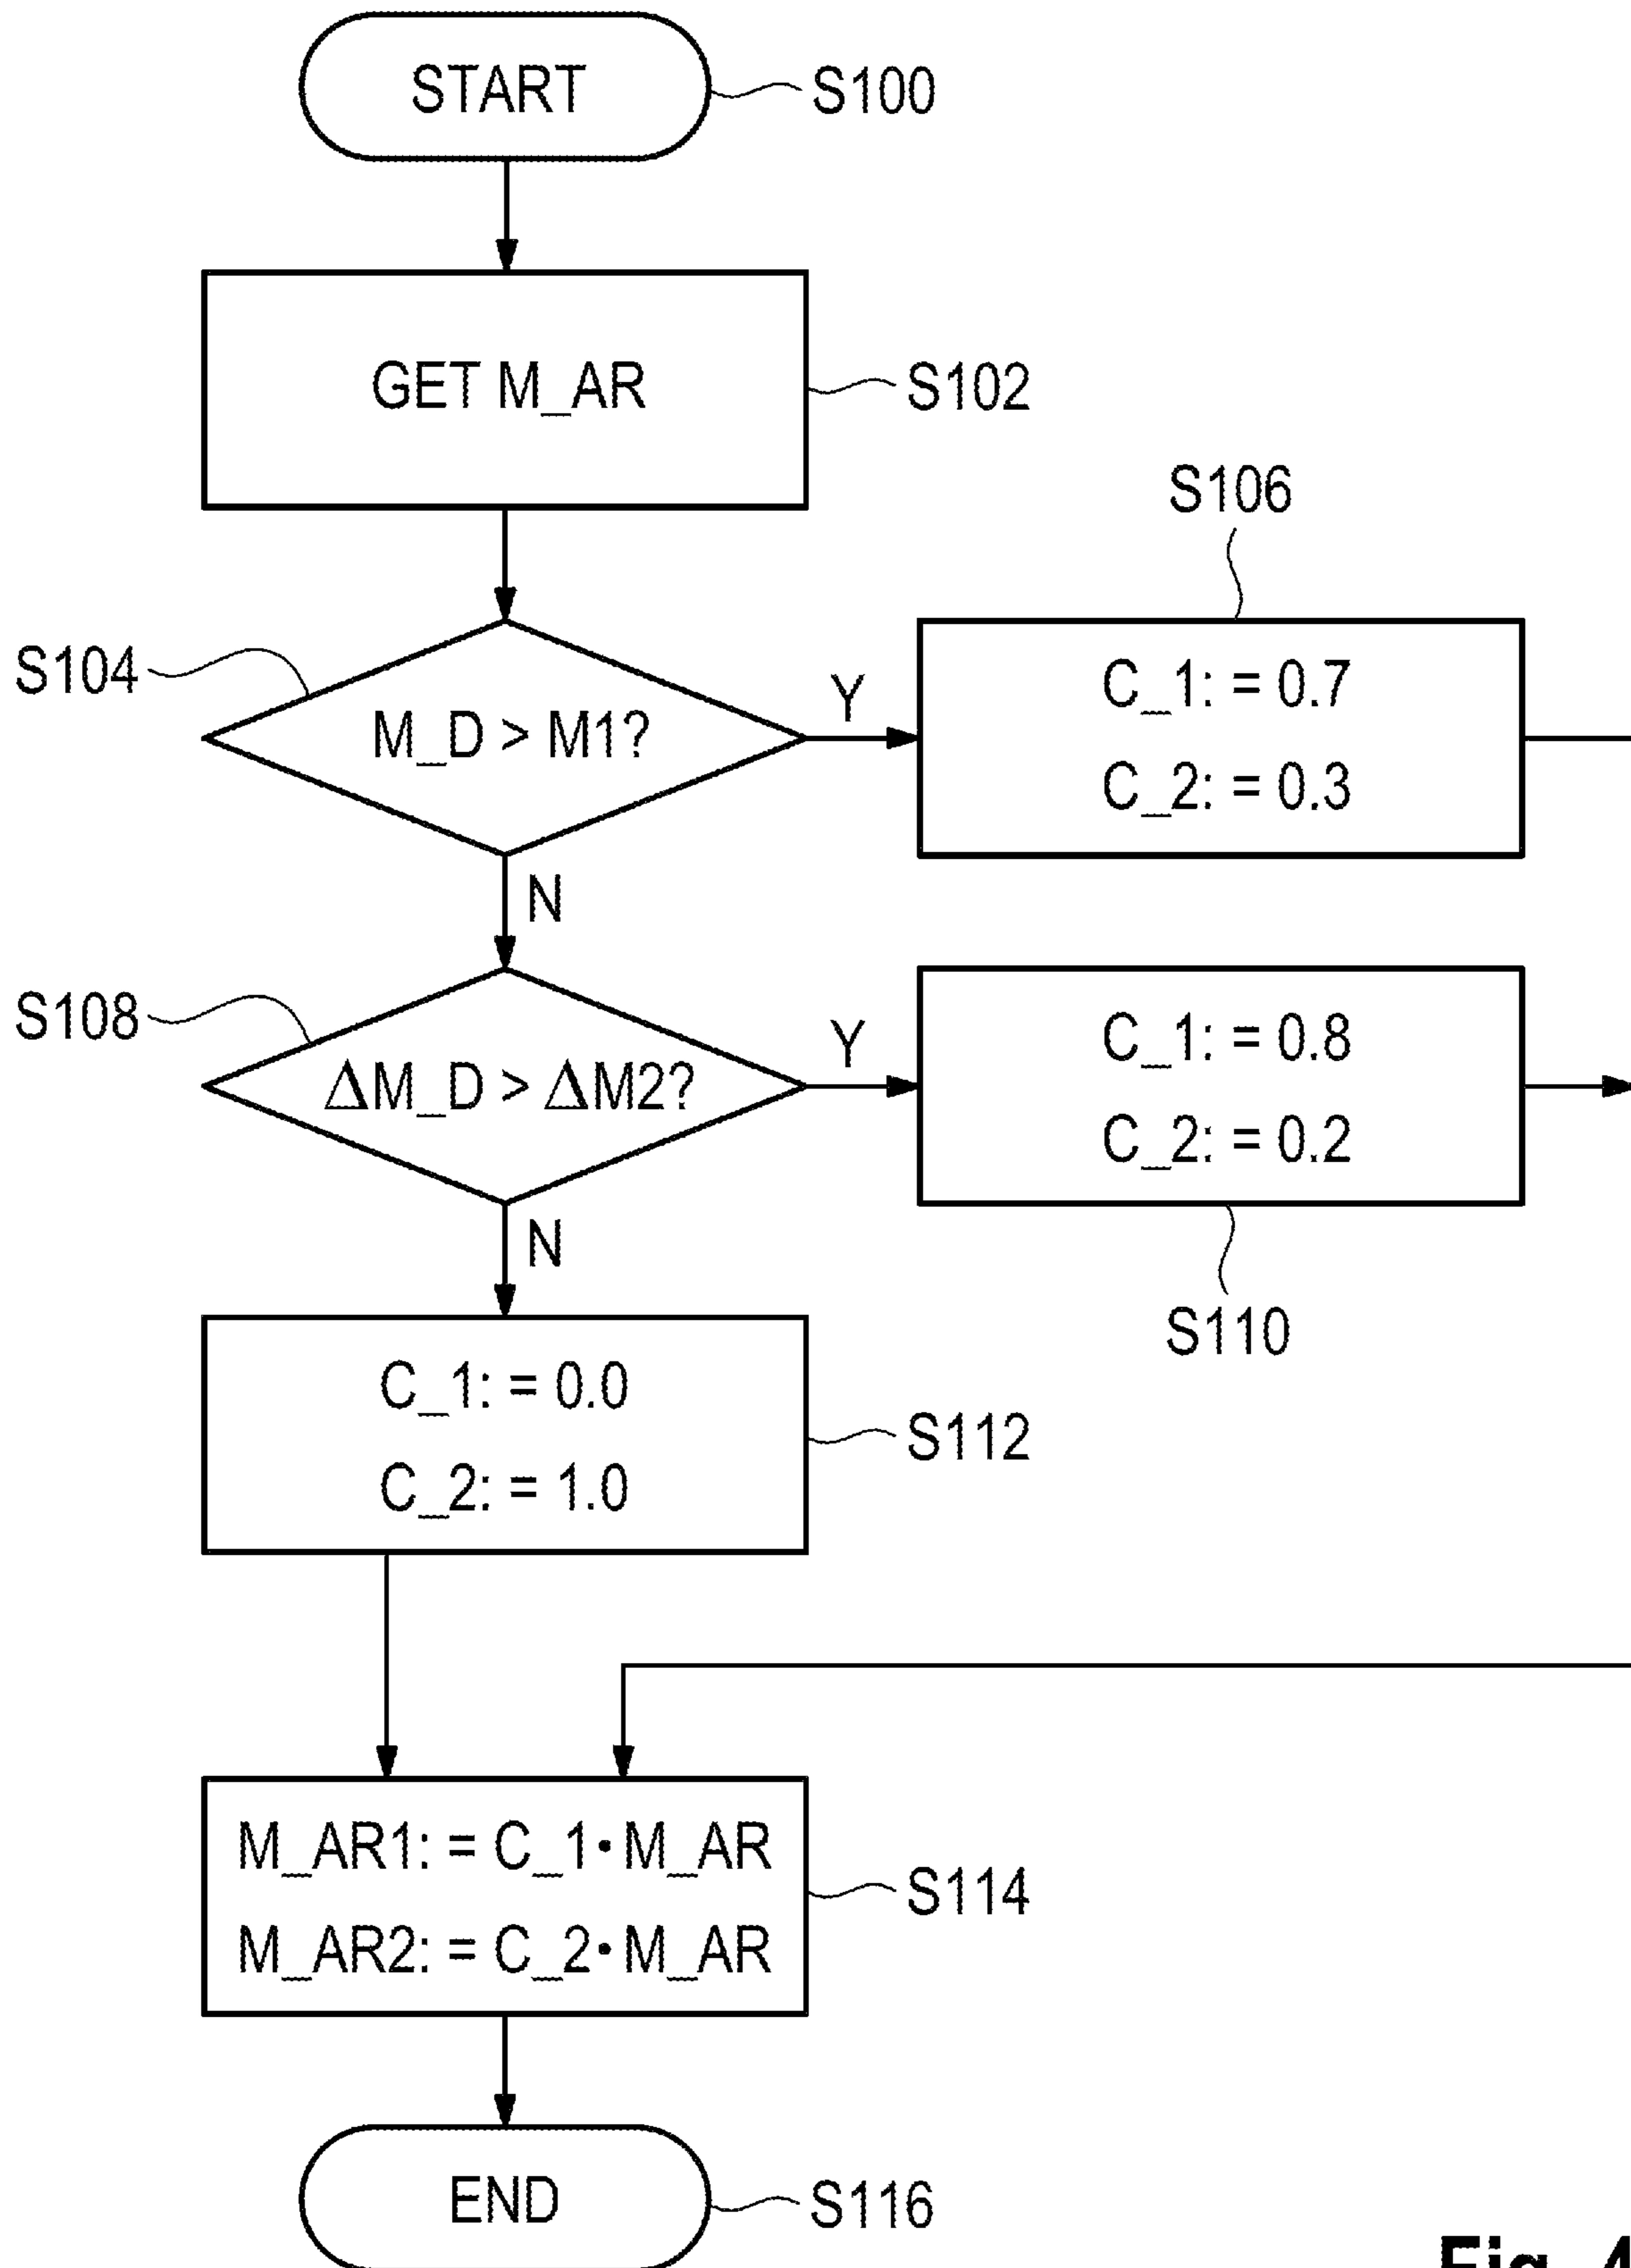 START
S100
GET M_AR
S102
S106
S104
M_D > M1?
Y
C_1: = 0.7
C_2: = 0.3
N
S108
ΔM_D > ΔM2?
Y
C_1: = 0.8
C_2: = 0.2
N
S110
C_1: = 0.0
C_2: = 1.0
S112
M_AR1: = C_1·M_AR
M_AR2: = C_2·M_AR
S114
END
S116
Fig. 4